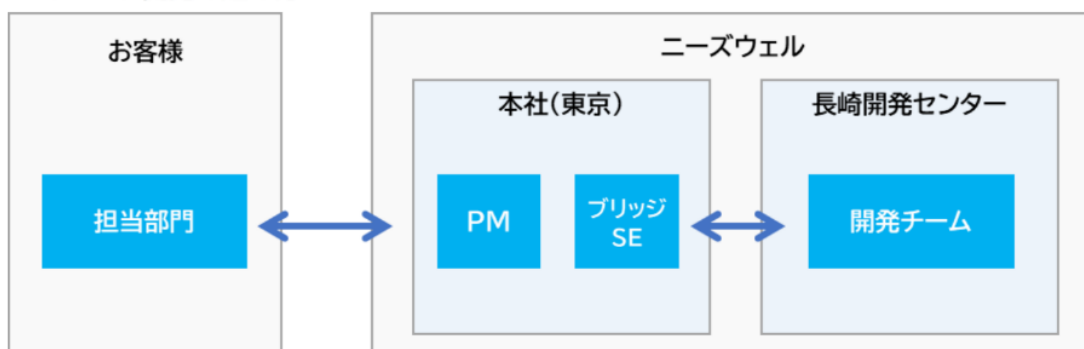 お客様
担当部門
ニーズウェル
本社(東京)
PM
ブリッジ
SE
長崎開発センター
開発チーム